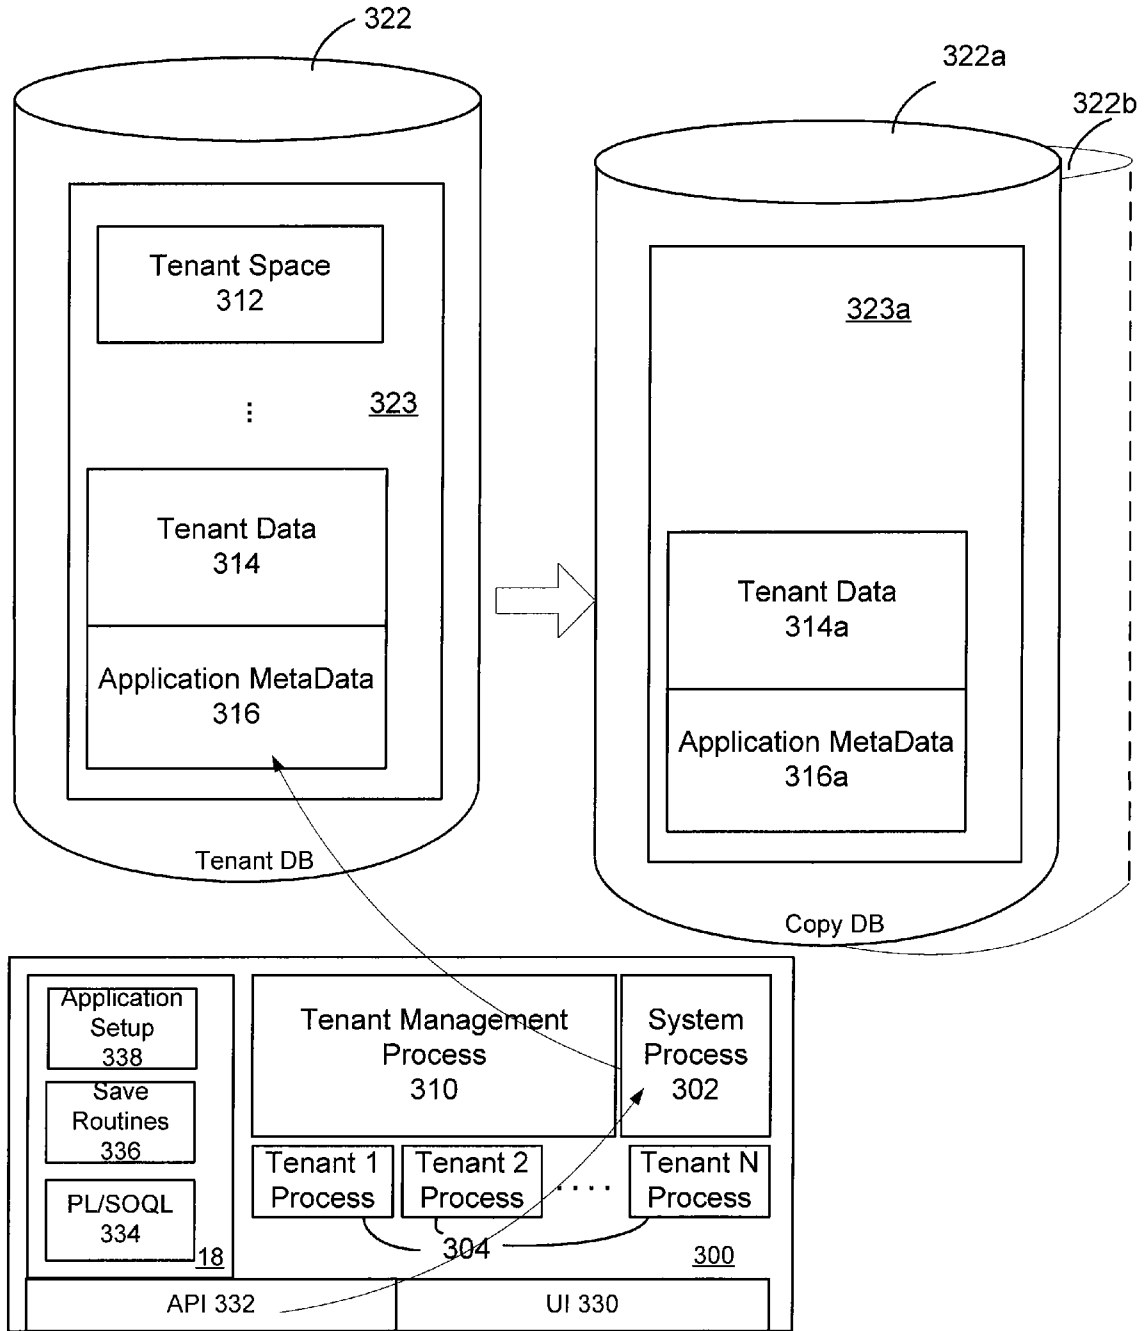 322
322a
322b
Tenant Space
312
323
Tenant Data
314
Application MetaData
316
Tenant DB
323a
Tenant Data
314a
Application MetaData
316a
Copy DB
Application
Setup
338
Save
Routines
336
PL/SOQL
334
18
Tenant Management
Process
310
System
Process
302
Tenant 1
Process
Tenant 2
Process
....
Tenant N
Process
304
300
API 332
UI 330